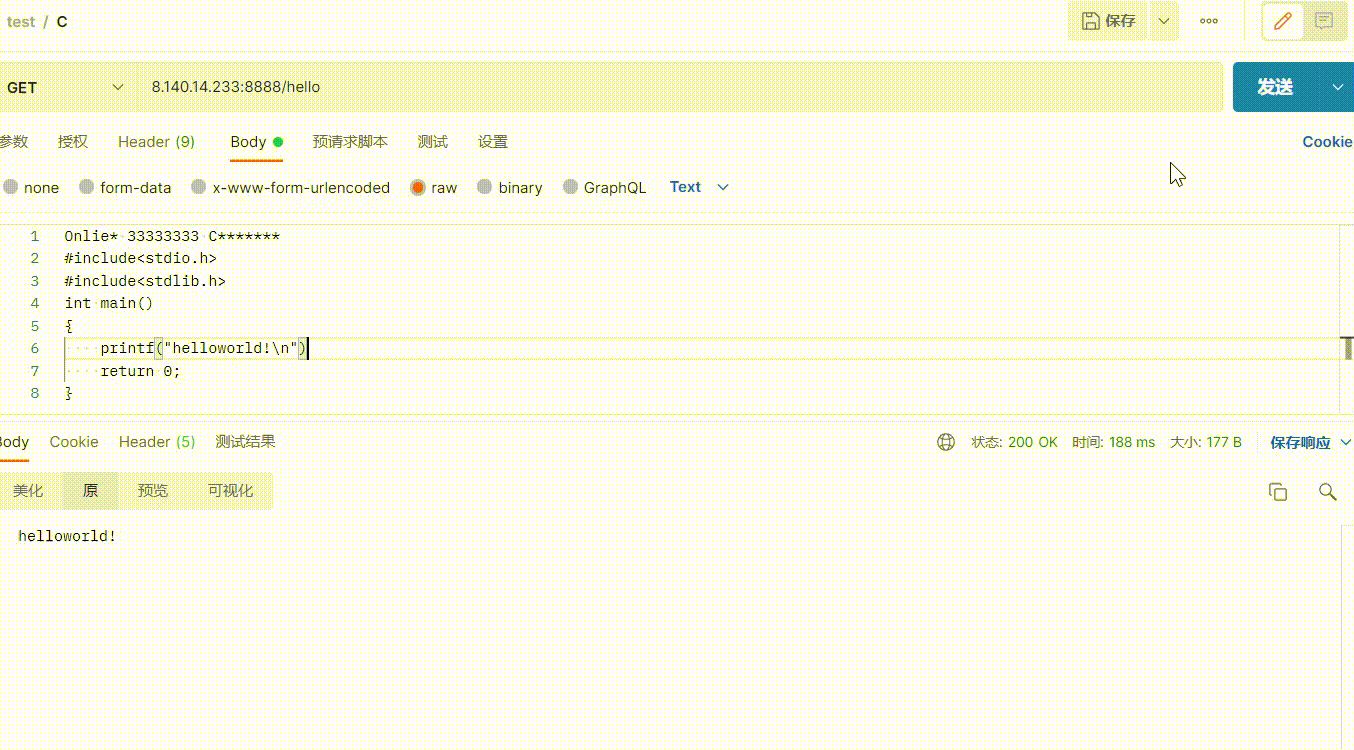 test / C
保存
GET
8.140.14.233:8888/hello
发送
参数 授权 Header (9) Body 预请求脚本 测试 设置 Cookie
none form-data x-www-form-urlencoded raw binary GraphQL Text
1 Onlie* 33333333 C*******
2 #include<stdio.h>
3 #include<stdlib.h>
4 int main()
5 {
6 printf("helloworld!\n")
7 return 0;
8 }
Body Cookie Header (5) 测试结果 状态: 200 OK 时间: 188 ms 大小: 177 B 保存响应
美化 原 预览 可视化
helloworld!